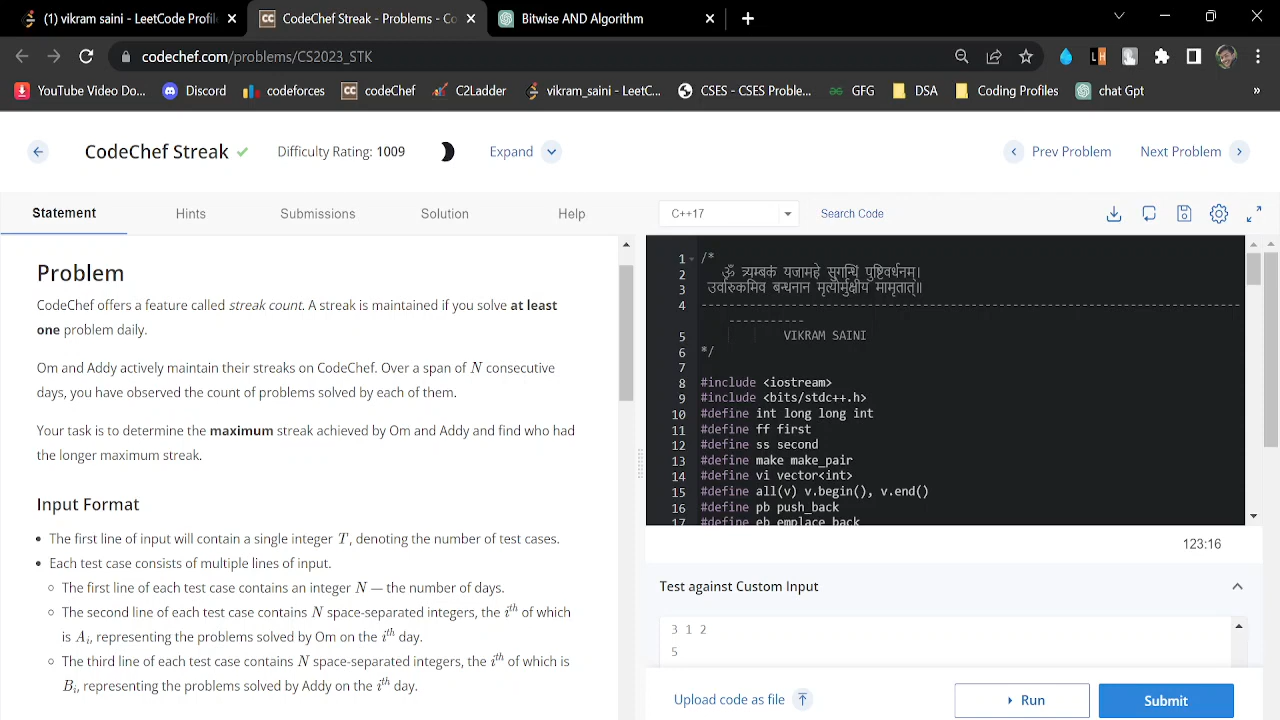 (1) vikram saini - LeetCode Profil
CodeChef Streak - Problems - Co
Bitwise AND Algorithm
codechef.com/problems/CS2023_STK
YouTube Video Do... Discord codeforces codeChef C2Ladder vikram_saini - LeetC... CSES - CSES Proble... GFG DSA Coding Profiles chat Gpt »
CodeChef Streak Difficulty Rating: 1009 Expand Prev Problem Next Problem
Statement Hints Submissions Solution Help
Problem
CodeChef offers a feature called streak count. A streak is maintained if you solve at least
one problem daily.
Om and Addy actively maintain their streaks on CodeChef. Over a span of N consecutive
days, you have observed the count of problems solved by each of them.
Your task is to determine the maximum streak achieved by Om and Addy and find who had
the longer maximum streak.
Input Format
• The first line of input will contain a single integer T, denoting the number of test cases.
• Each test case consists of multiple lines of input.
○ The first line of each test case contains an integer N — the number of days.
○ The second line of each test case contains N space-separated integers, the i^th of which
is A_i, representing the problems solved by Om on the i^th day.
○ The third line of each test case contains N space-separated integers, the i^th of which is
B_i, representing the problems solved by Addy on the i^th day.
C++17 Search Code
1 /*
2 ॐ त्र्यम्बकं यजामहे सुगन्धिं पुष्टिवर्धनम्।
3 उर्वारुकमिव बन्धनान मृत्योर्मुक्षीय मामृतात्॥
4 ----------------------------------------------------------------------
-----------
5 VIKRAM SAINI
6 */
7
8 #include <iostream>
9 #include <bits/stdc++.h>
10 #define int long long int
11 #define ff first
12 #define ss second
13 #define make make_pair
14 #define vi vector<int>
15 #define all(v) v.begin(), v.end()
16 #define pb push_back
17 #define eb emplace_back
123:16
Test against Custom Input
3 1 2
5
Upload code as file Run Submit